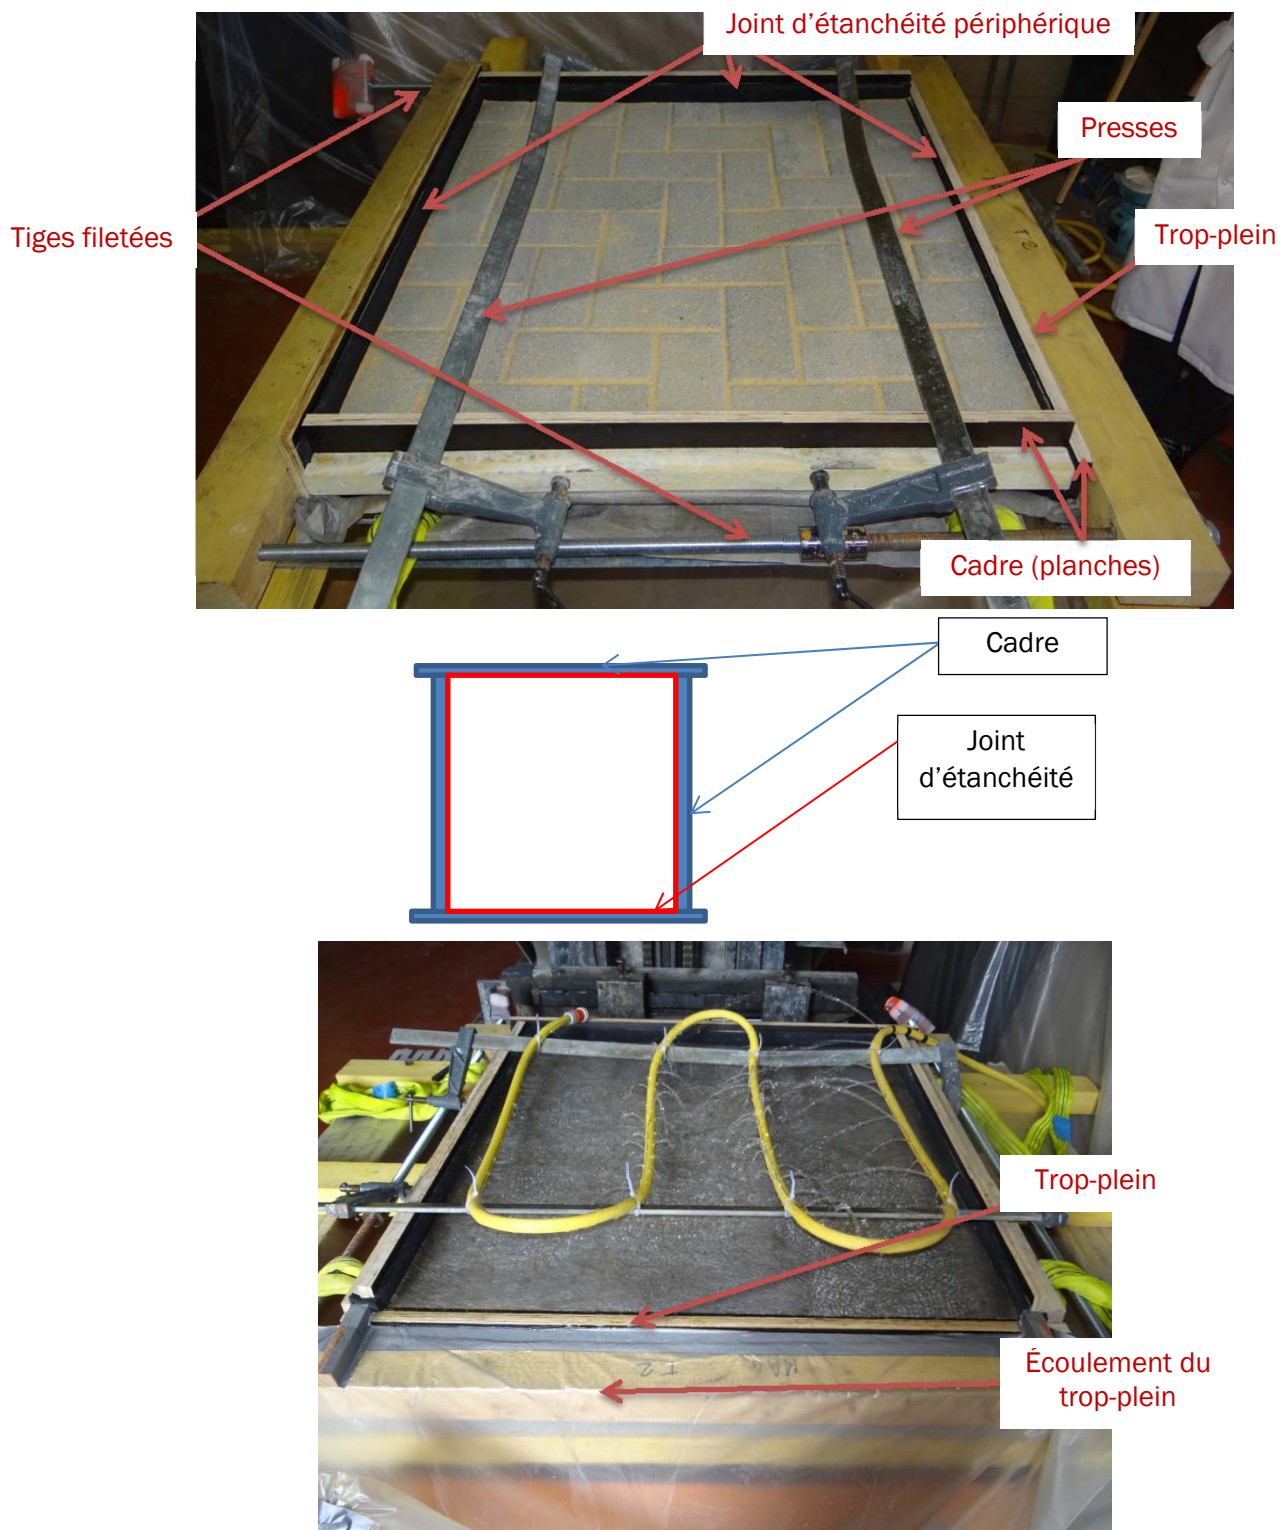 Joint d'étanchéité périphérique
Presses
Tiges filetées
Trop-plein
Cadre (planches)
Cadre
Joint
d'étanchéité
Trop-plein
Écoulement du
trop-plein